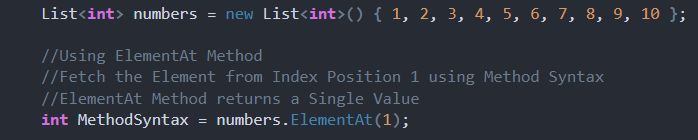 List<int> numbers = new List<int>() { 1, 2, 3, 4, 5, 6, 7, 8, 9, 10 };
//Using ElementAt Method
//Fetch the Element from Index Position 1 using Method Syntax
//ElementAt Method returns a Single Value
int MethodSyntax = numbers.ElementAt(1);